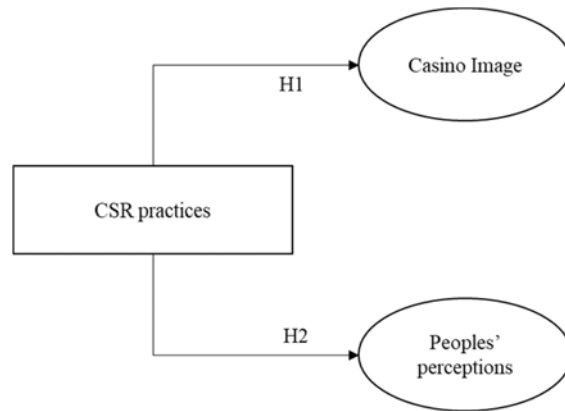 Casino Image
H1
CSR practices
H2
Peoples’
perceptions